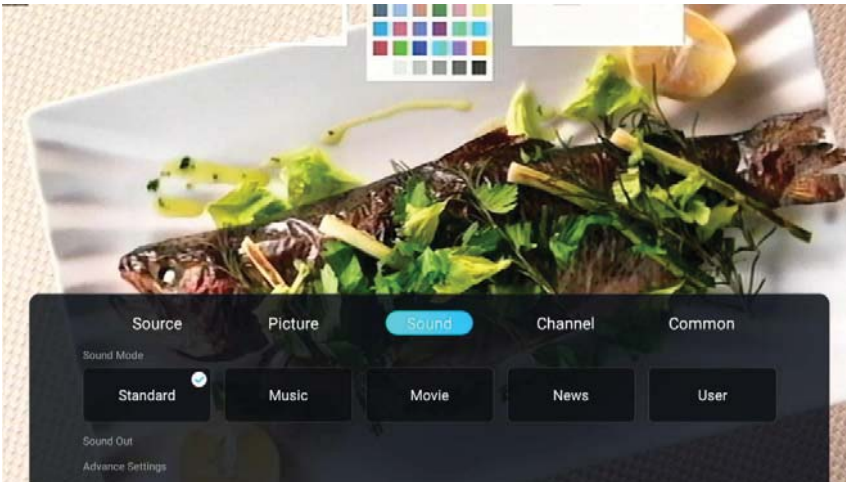 Source Picture Sound Channel Common
Sound Mode
Standard Music Movie News User
Sound Out
Advance Settings